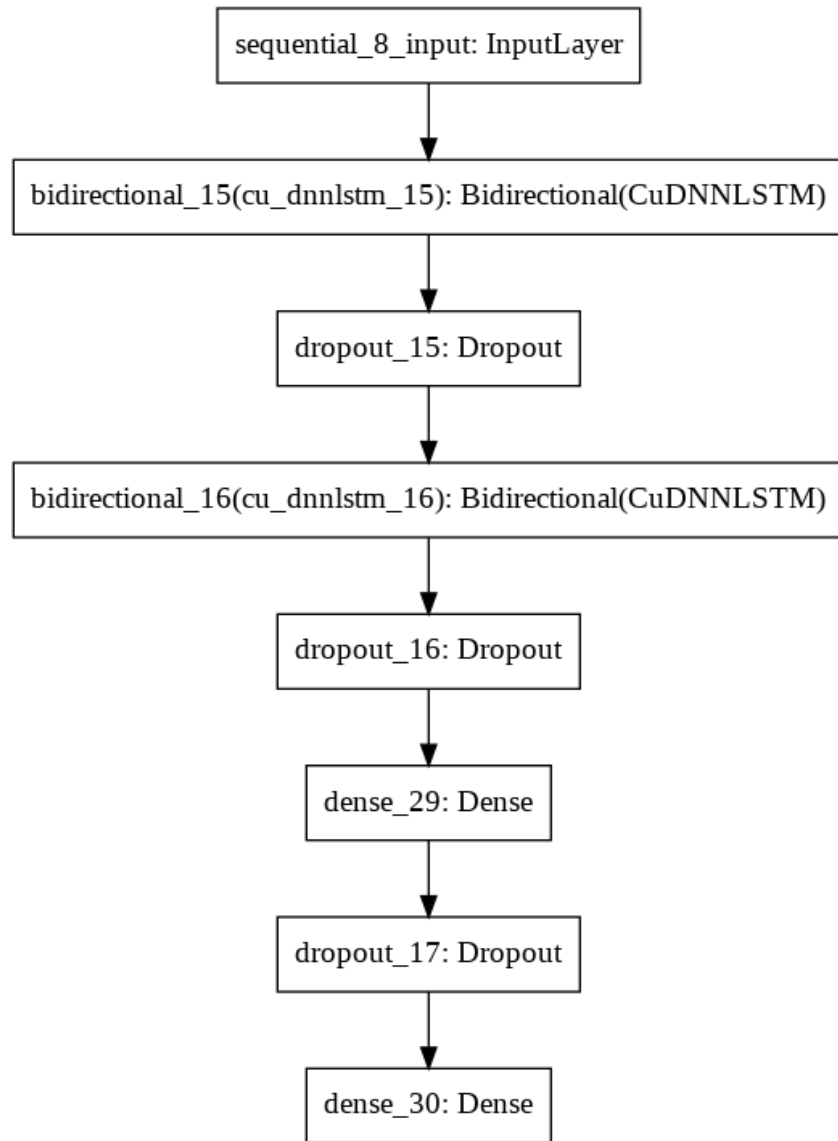 sequential_8_input: InputLayer
bidirectional_15(cu_dnnlstm_15): Bidirectional(CuDNNLSTM)
dropout_15: Dropout
bidirectional_16(cu_dnnlstm_16): Bidirectional(CuDNNLSTM)
dropout_16: Dropout
dense_29: Dense
dropout_17: Dropout
dense_30: Dense